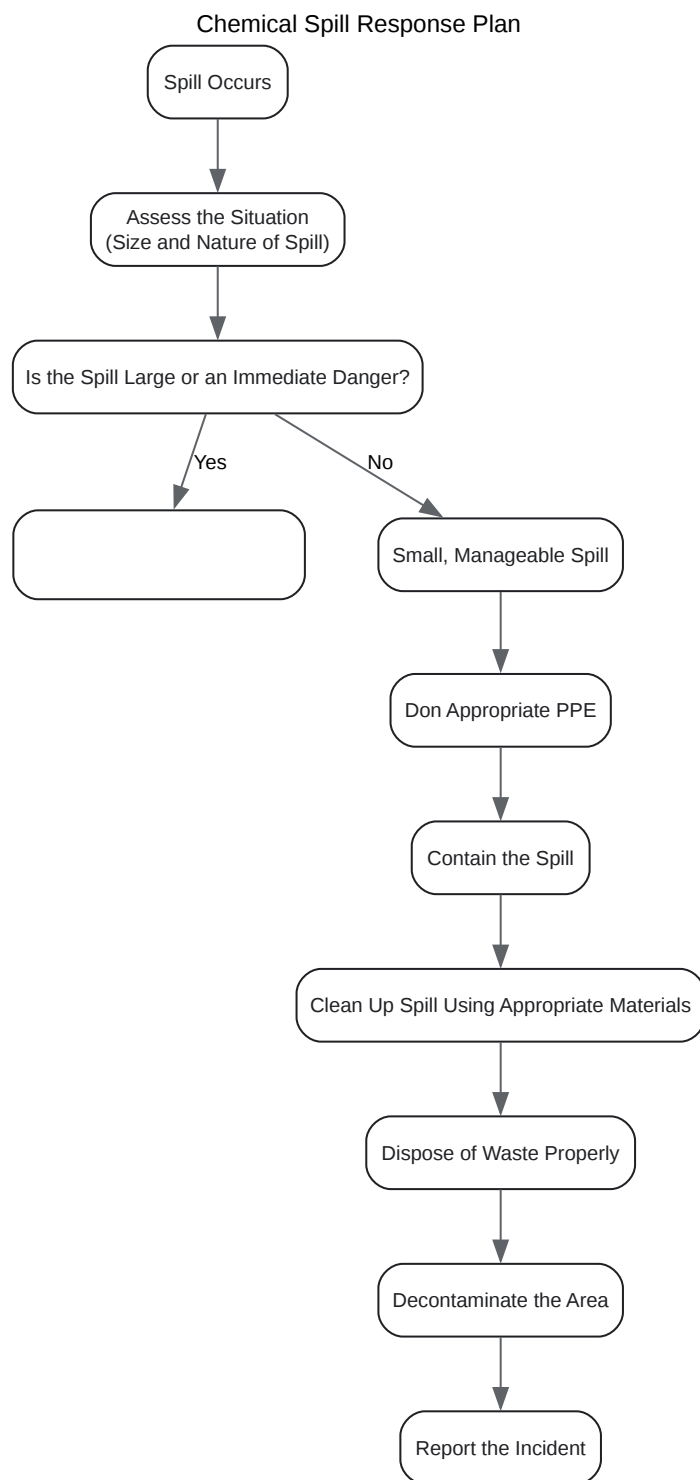 Chemical Spill Response Plan
Spill Occurs
Assess the Situation
(Size and Nature of Spill)
Is the Spill Large or an Immediate Danger?
Yes
No
Small, Manageable Spill
Don Appropriate PPE
Contain the Spill
Clean Up Spill Using Appropriate Materials
Dispose of Waste Properly
Decontaminate the Area
Report the Incident